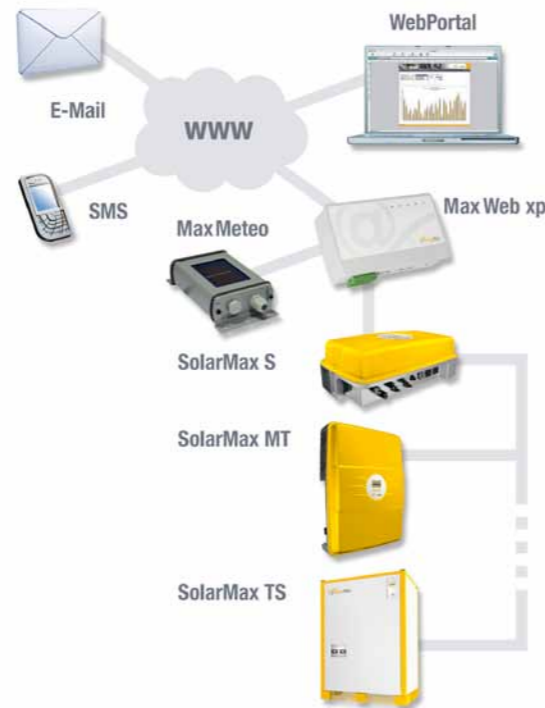 WebPortal
E-Mail
WWW
SMS
MaxMeteo
Max Web xp
SolarMax S
SolarMax MT
SolarMax TS